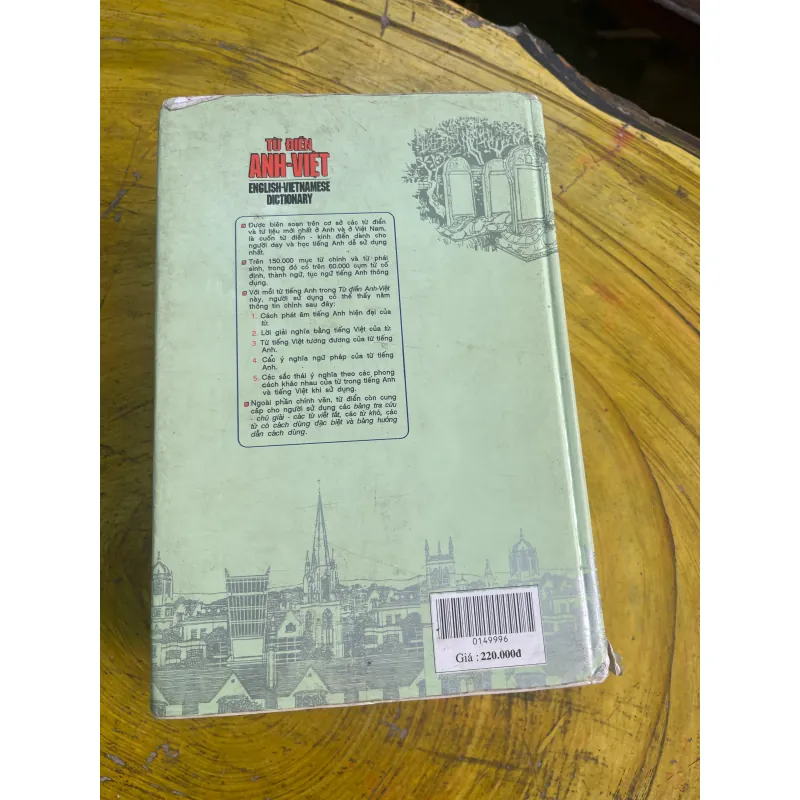 TỪ ĐIỂN
ANH-VIỆT
ENGLISH-VIETNAMESE
DICTIONARY
Được biên soạn trên cơ sở các từ điển
và tư liệu mới nhất ở Anh và ở Việt Nam,
là cuốn từ điển - kinh điển dành cho
người dạy và học tiếng Anh dễ sử dụng
nhất.
Trên 150.000 mục từ chính và từ phái
sinh, trong đó có trên 60.000 cụm từ cố
định, thành ngữ, tục ngữ tiếng Anh thông
dụng.
Với mỗi từ tiếng Anh trong Từ điển Anh-Việt
này, người sử dụng có thể thấy năm
thông tin chính sau đây:
1. Cách phát âm tiếng Anh hiện đại của
từ.
2. Lời giải nghĩa bằng tiếng Việt của từ.
3. Từ tiếng Việt tương đương của từ tiếng
Anh.
4. Các ý nghĩa ngữ pháp của từ tiếng
Anh.
5. Các sắc thái ý nghĩa theo các phong
cách khác nhau của từ trong tiếng Anh
và tiếng Việt khi sử dụng.
Ngoài phần chính văn, từ điển còn cung
cấp cho người sử dụng các bảng tra cứu
- chú giải - các từ viết tắt, các từ khó, các
từ có cách dùng đặc biệt và bảng hướng
dẫn cách dùng.
0149996
Giá : 220.000đ